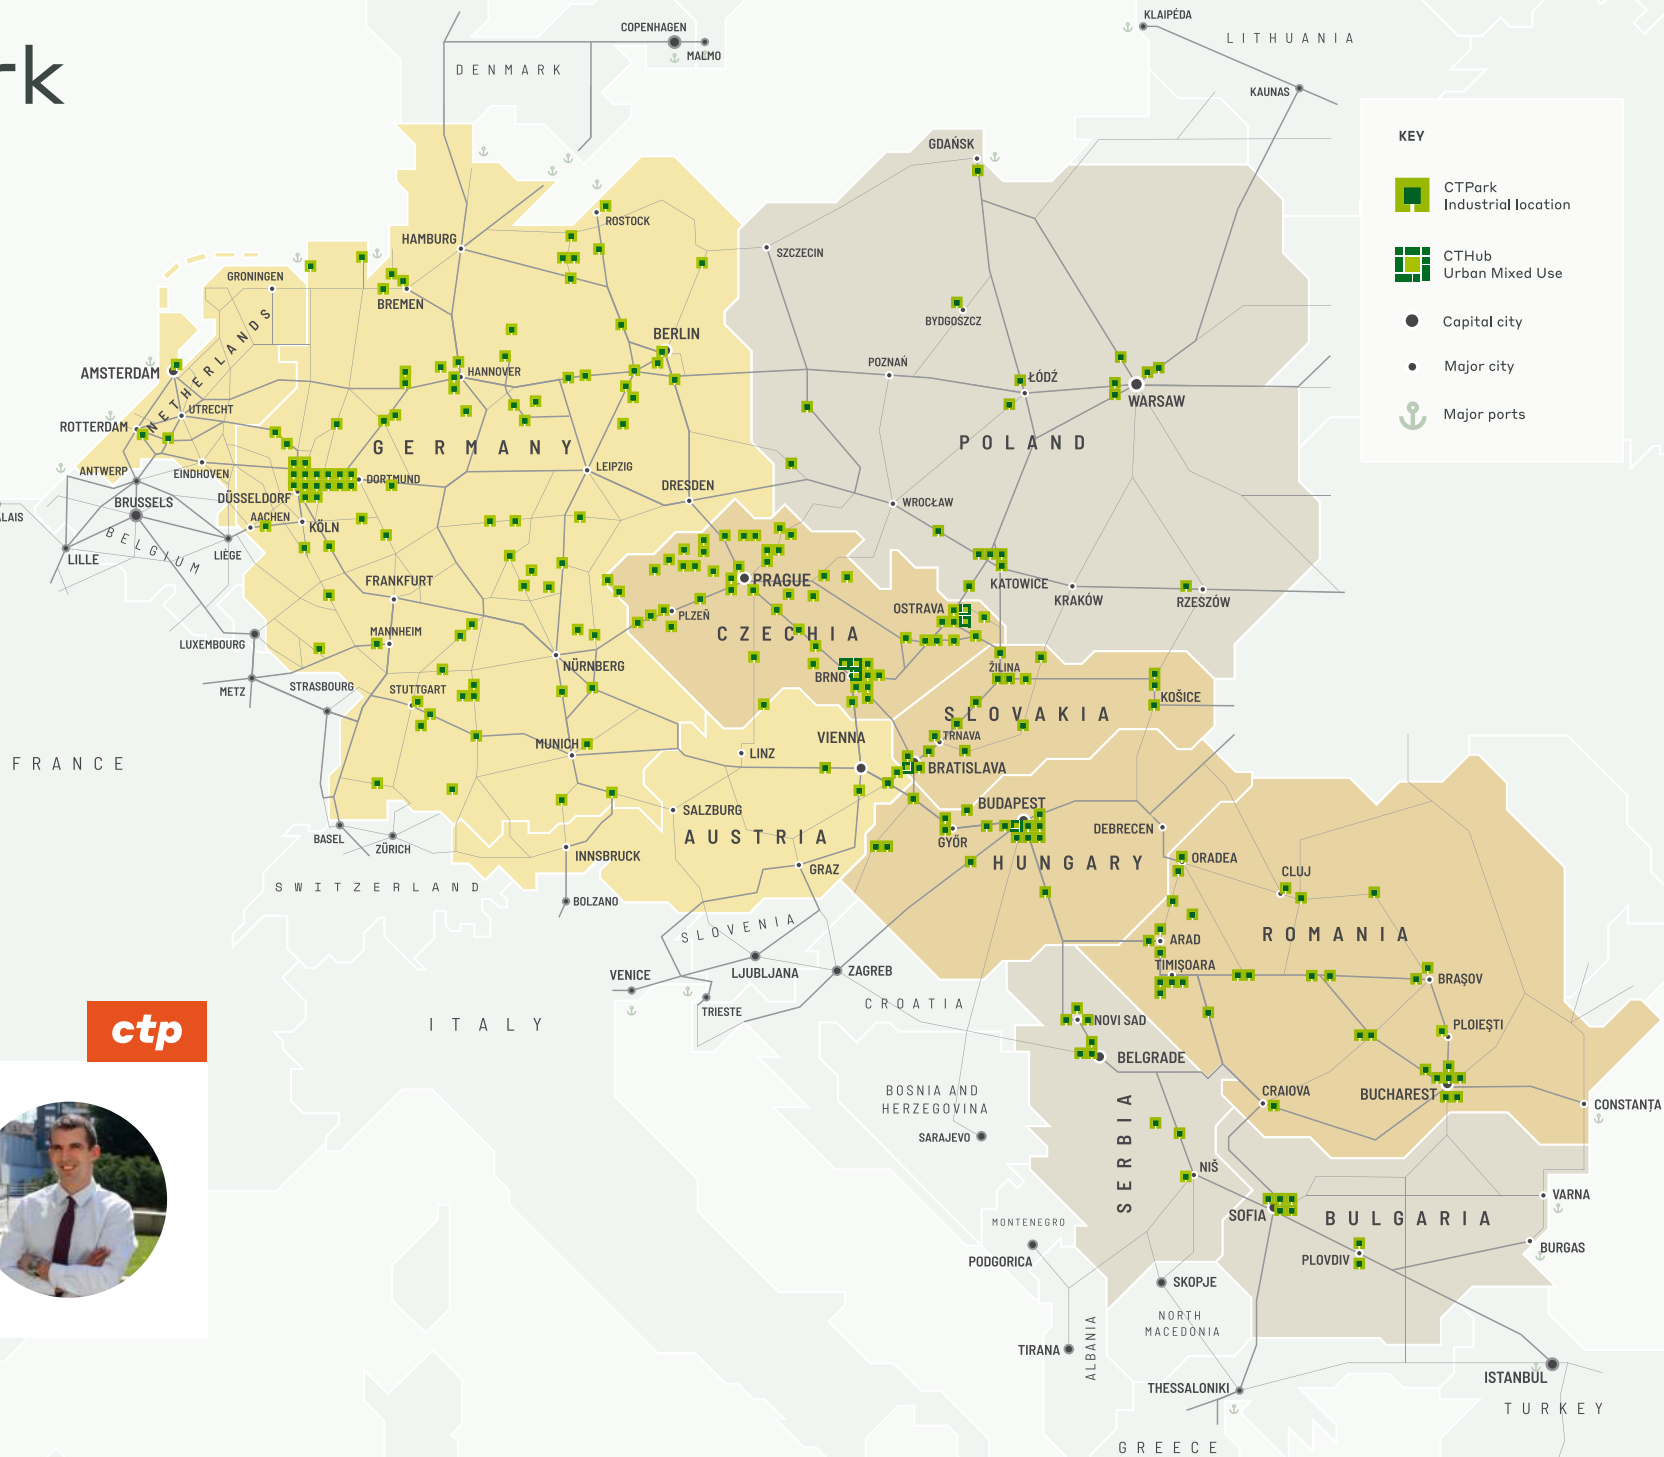 rk
COPENHAGEN
MALMO
DENMARK
KLAIPĖDA
LITHUANIA
KAUNAS
KEY
CTPark
Industrial location
CTHub
Urban Mixed Use
Capital city
Major city
Major ports
GDAŃSK
ROSTOCK
HAMBURG
SZCZECIN
GRONINGEN
BREMEN
BYDGOSZCZ
BERLIN
NETHERLANDS
AMSTERDAM
HANNOVER
POZNAŃ
ŁÓDŹ
WARSAW
UTRECHT
ROTTERDAM
GERMANY
POLAND
ANTWERP
EINDHOVEN
DORTMUND
LEIPZIG
DRESDEN
DÜSSELDORF
BRUSSELS
WROCŁAW
LAIS
AACHEN
KÖLN
BELGIUM
LIÈGE
LILLE
FRANKFURT
PRAGUE
KATOWICE
KRAKÓW
RZESZÓW
OSTRAVA
PLZEŇ
CZECHIA
MANNHEIM
LUXEMBOURG
NÜRNBERG
ŽILINA
BRNO
METZ
STRASBOURG
STUTTGART
KOŠICE
SLOVAKIA
TRNAVA
VIENNA
MUNICH
LINZ
FRANCE
BRATISLAVA
BUDAPEST
SALZBURG
DEBRECEN
AUSTRIA
GYŐR
BASEL
ZÜRICH
INNSBRUCK
HUNGARY
ORADEA
CLUJ
GRAZ
SWITZERLAND
BOLZANO
SLOVENIA
ROMANIA
ARAD
TIMIȘOARA
VENICE
LJUBLJANA
ZAGREB
BRAȘOV
CROATIA
TRIESTE
ITALY
NOVI SAD
PLOIEȘTI
ctp
BELGRADE
BOSNIA AND
HERZEGOVINA
CRAIOVA
BUCHAREST
CONSTANȚA
SARAJEVO
SERBIA
NIŠ
VARNA
MONTENEGRO
SOFIA
BULGARIA
BURGAS
PODGORICA
PLOVDIV
SKOPJE
NORTH
MACEDONIA
TIRANA
ALBANIA
ISTANBUL
THESSALONIKI
TURKEY
GREECE